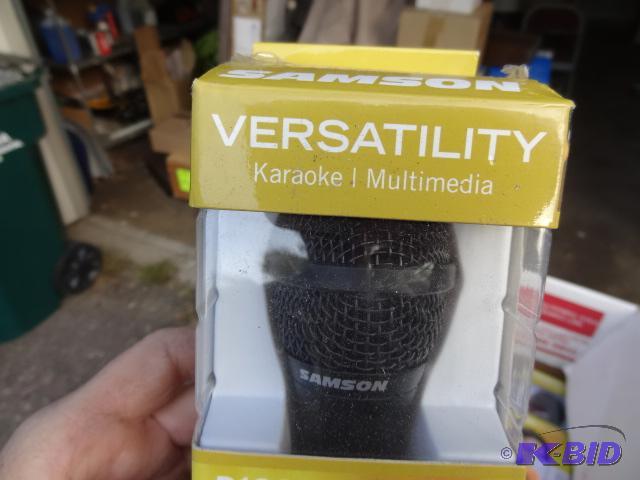 SAMSON
VERSATILITY
Karaoke | Multimedia
SAMSON
© K-BID